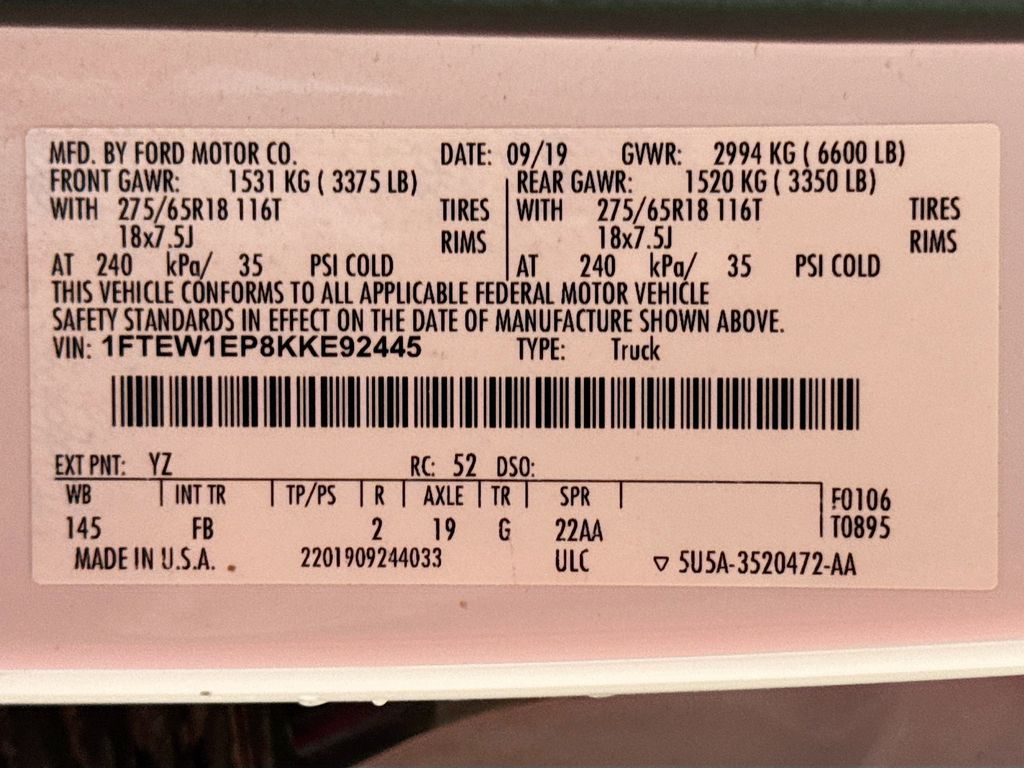 MFD. BY FORD MOTOR CO. DATE: 09/19 GVWR: 2994 KG ( 6600 LB)
FRONT GAWR: 1531 KG ( 3375 LB) REAR GAWR: 1520 KG ( 3350 LB)
WITH 275/65R18 116T TIRES WITH 275/65R18 116T TIRES
18x7.5J RIMS 18x7.5J RIMS
AT 240 kPa/ 35 PSI COLD AT 240 kPa/ 35 PSI COLD
THIS VEHICLE CONFORMS TO ALL APPLICABLE FEDERAL MOTOR VEHICLE
SAFETY STANDARDS IN EFFECT ON THE DATE OF MANUFACTURE SHOWN ABOVE.
VIN: 1FTEW1EP8KKE92445 TYPE: Truck
EXT PNT: YZ RC: 52 DSO:
WB INT TR TP/PS R AXLE TR SPR F0106
145 FB 2 19 G 22AA T0895
MADE IN U.S.A. 2201909244033 ULC ▽ 5U5A-3520472-AA